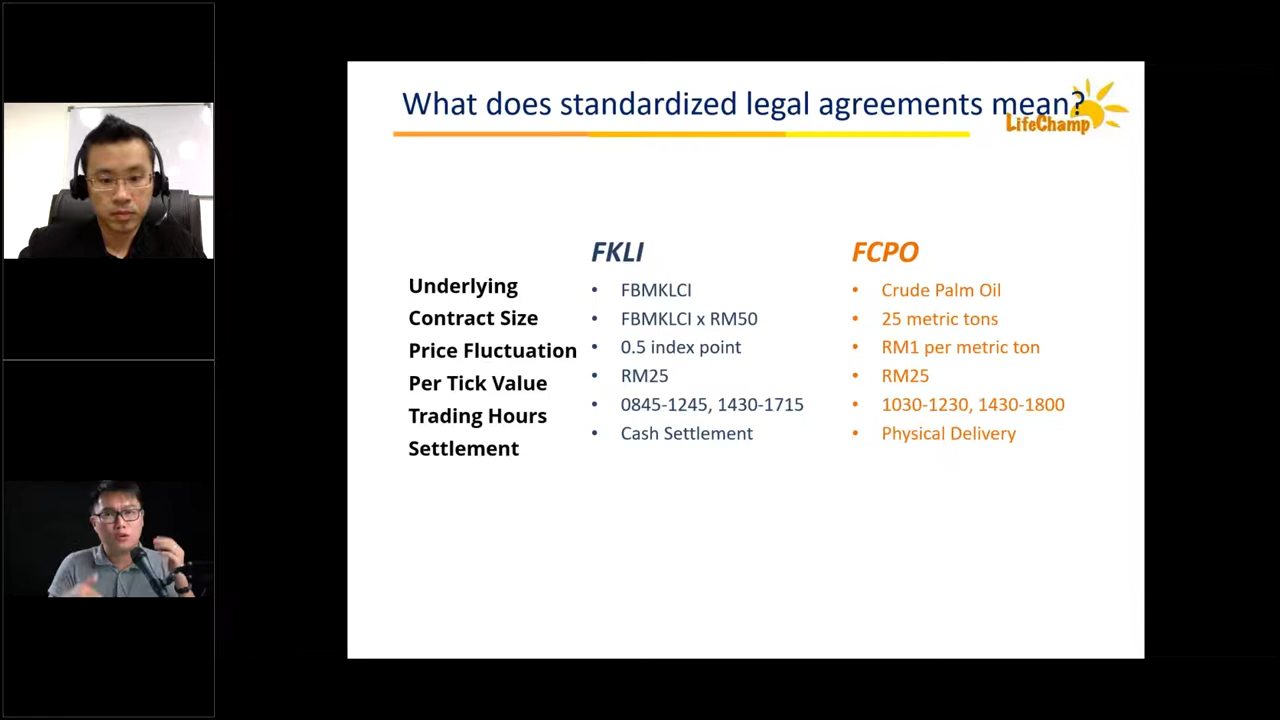 What does standardized legal agreements mean?
LifeChamp
FKLI
FCPO
Underlying
Contract Size
Price Fluctuation
Per Tick Value
Trading Hours
Settlement
• FBMKLCI
• FBMKLCI x RM50
• 0.5 index point
• RM25
• 0845-1245, 1430-1715
• Cash Settlement
• Crude Palm Oil
• 25 metric tons
• RM1 per metric ton
• RM25
• 1030-1230, 1430-1800
• Physical Delivery